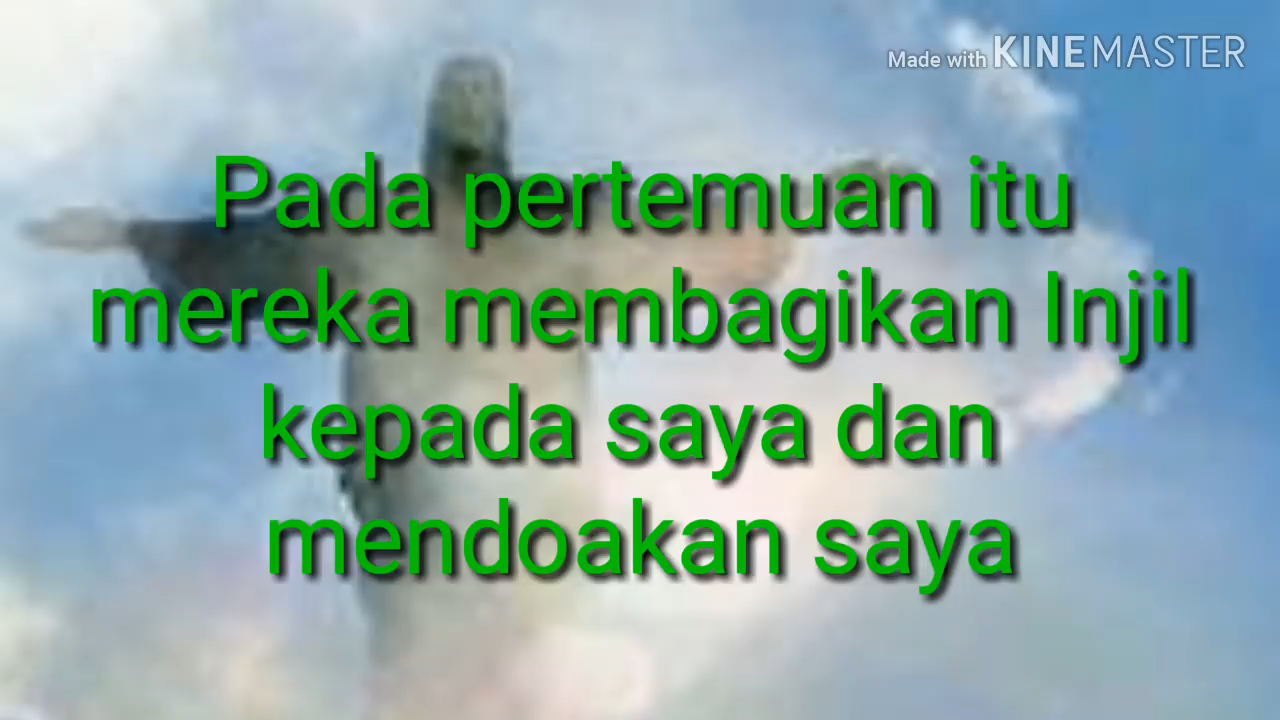 Made with KINEMASTER
Pada pertemuan itu
mereka membagikan Injil
kepada saya dan
mendoakan saya